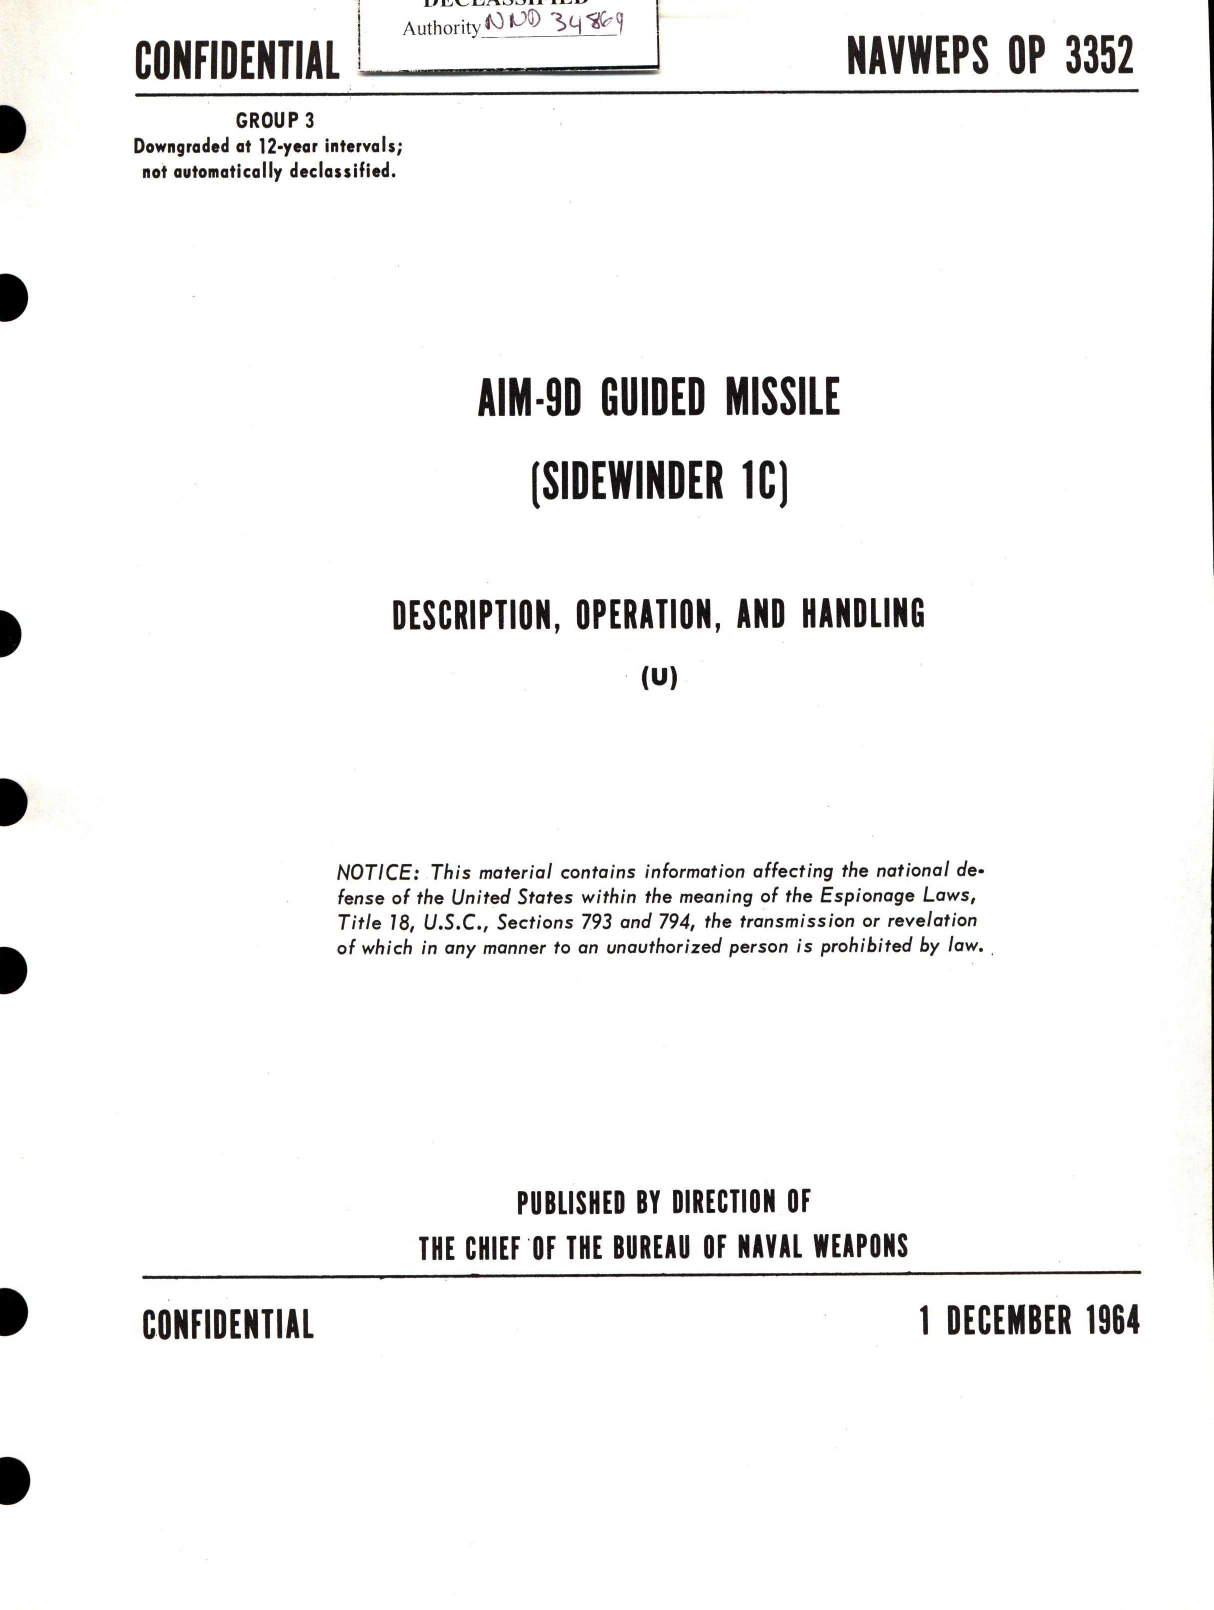 DECLASSIFIED
Authority NND 34869
CONFIDENTIAL
NAVWEPS OP 3352
GROUP 3
Downgraded at 12-year intervals;
not automatically declassified.
AIM-9D GUIDED MISSILE
(SIDEWINDER 1C)
DESCRIPTION, OPERATION, AND HANDLING
(U)
NOTICE: This material contains information affecting the national de-
fense of the United States within the meaning of the Espionage Laws,
Title 18, U.S.C., Sections 793 and 794, the transmission or revelation
of which in any manner to an unauthorized person is prohibited by law.
PUBLISHED BY DIRECTION OF
THE CHIEF OF THE BUREAU OF NAVAL WEAPONS
CONFIDENTIAL
1 DECEMBER 1964